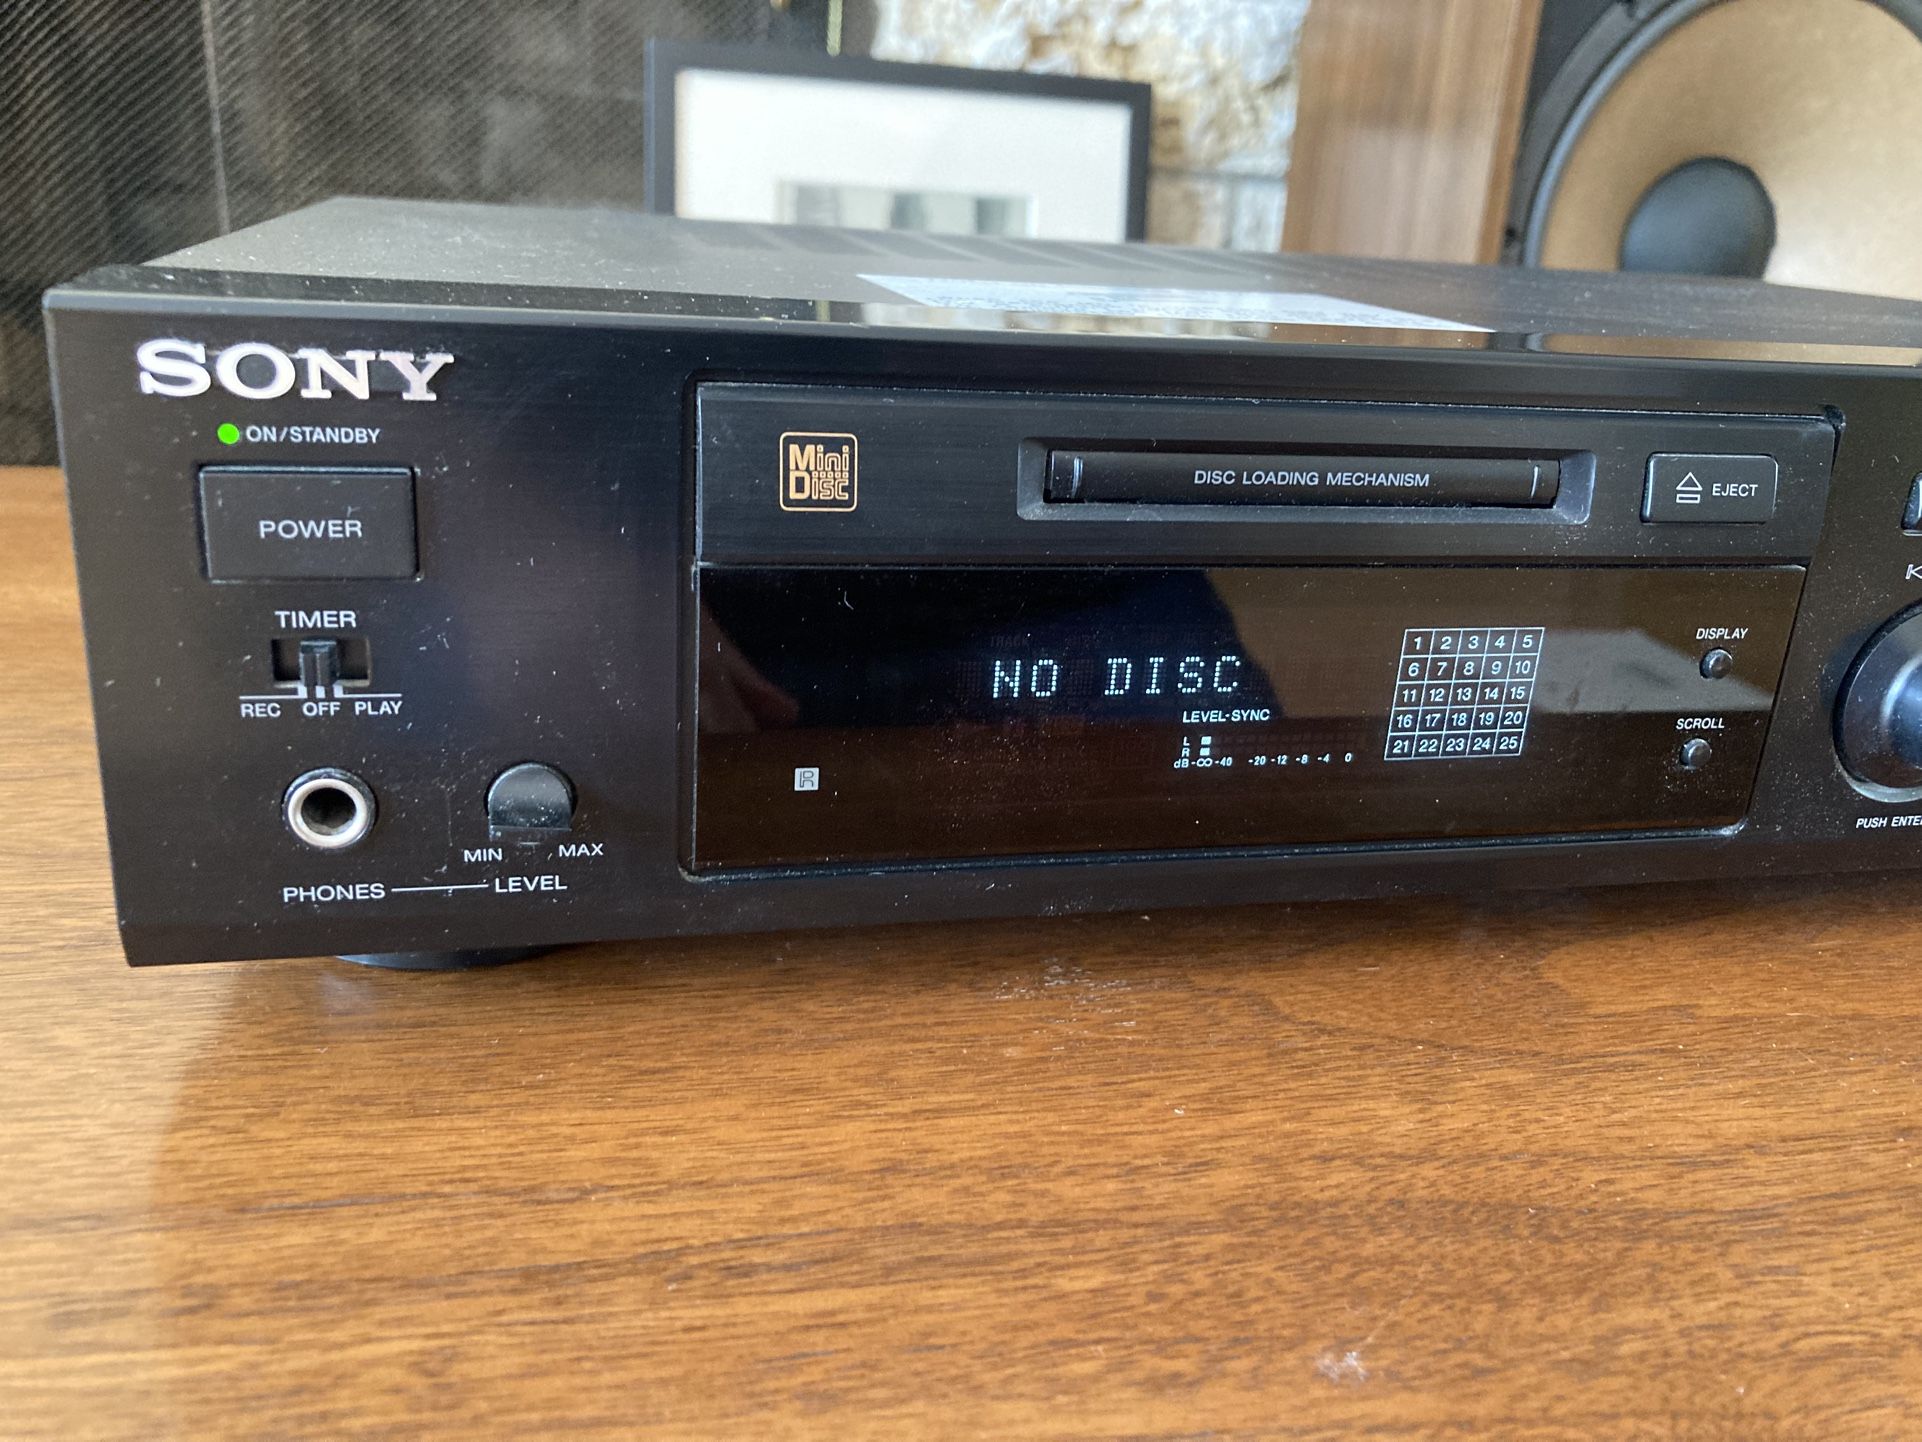 SONY
ON/STANDBY
POWER
TIMER
REC OFF PLAY
MIN MAX
PHONES LEVEL
Mini
Disc
DISC LOADING MECHANISM
EJECT
NO DISC
LEVEL-SYNC
L
R
dB -∞ -40 -20 -12 -8 -4 0
1 2 3 4 5
6 7 8 9 10
11 12 13 14 15
16 17 18 19 20
21 22 23 24 25
R
DISPLAY
SCROLL
PUSH ENTE